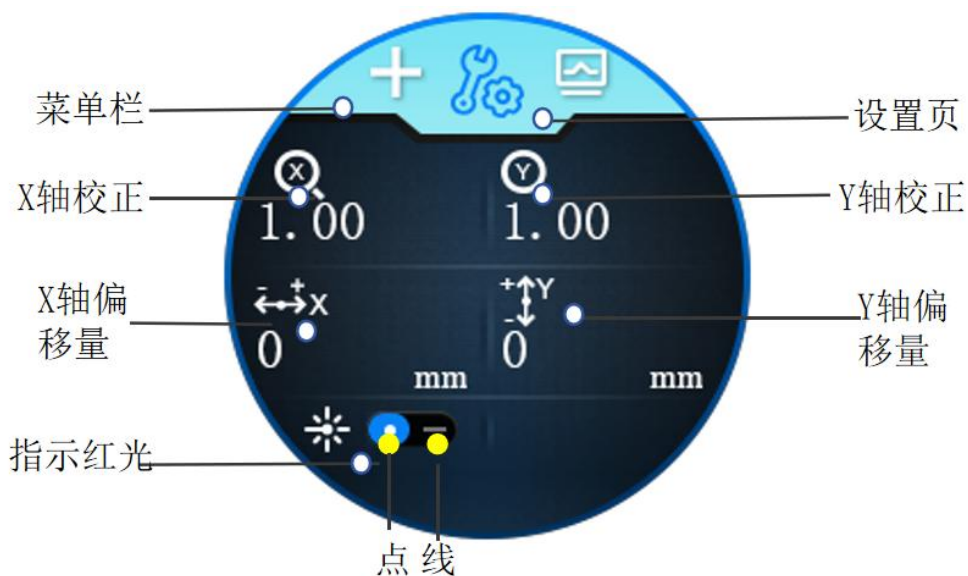 菜单栏
设置页
X
Y
X轴校正
1.00
1.00
Y轴校正
X轴偏
移量
- +
X
+
Y
-
Y轴偏
移量
0
0
mm
mm
指示红光
点 线